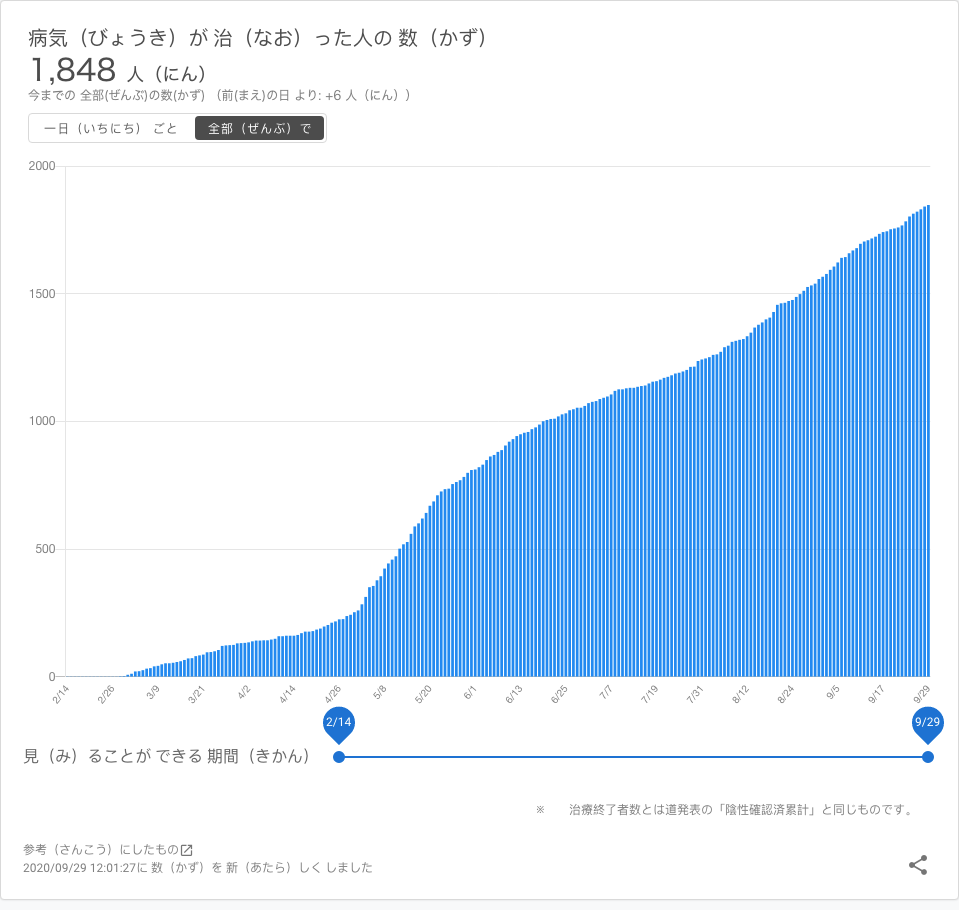 病気（びょうき）が 治（なお）った人の 数（かず）
1,848 人（にん）
今までの 全部(ぜんぶ)の数(かず) （前(まえ)の日 より: +6 人（にん））
一日（いちにち） ごと 全部（ぜんぶ）で
2000
1500
1000
500
0
2/14 2/26 3/9 3/21 4/2 4/14 4/26 5/8 5/20 6/1 6/13 6/25 7/7 7/19 7/31 8/12 8/24 9/5 9/17 9/29
2/14 9/29
見（み）ることが できる 期間（きかん）
※ 治療終了者数とは道発表の「陰性確認済累計」と同じものです。
参考（さんこう）にしたもの
2020/09/29 12:01:27に 数（かず）を 新（あたら）しく しました